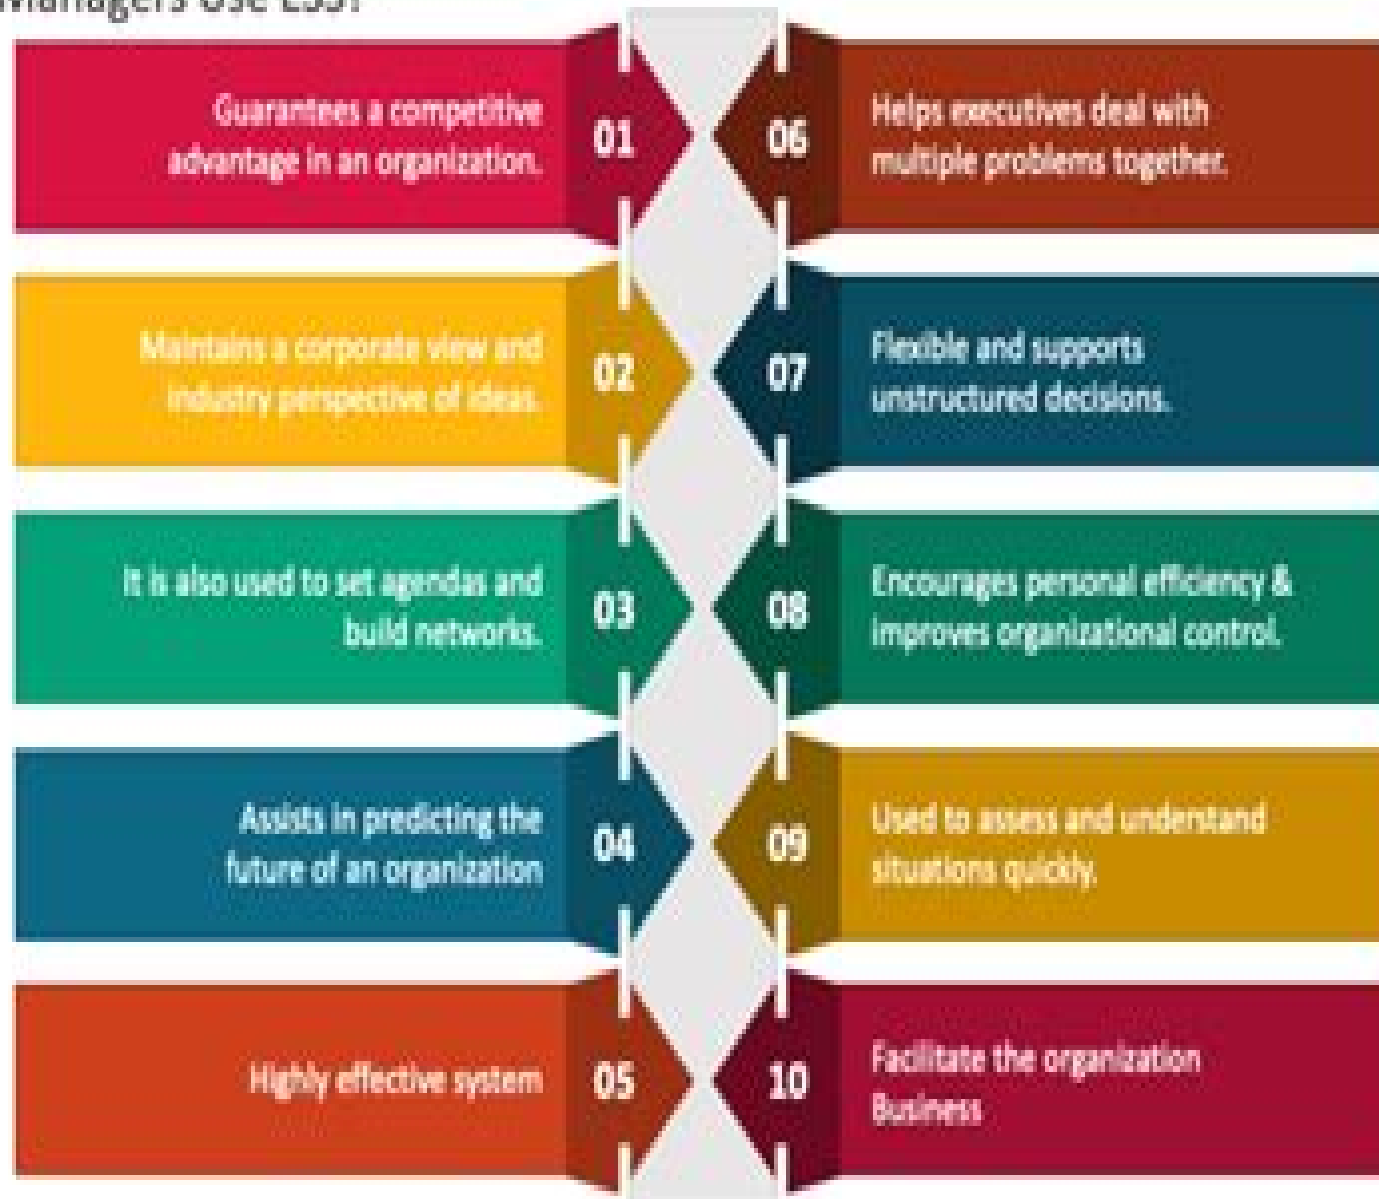 Managers Use ESS?
Guarantees a competitive
advantage in an organization.
01
Maintains a corporate view and
industry perspective of ideas.
02
It is also used to set agendas and
build networks.
03
Assists in predicting the
future of an organization
04
Highly effective system
05
06
Helps executives deal with
multiple problems together.
07
Flexible and supports
unstructured decisions.
08
Encourages personal efficiency &
improves organizational control.
09
Used to assess and understand
situations quickly.
10
Facilitate the organization
Business